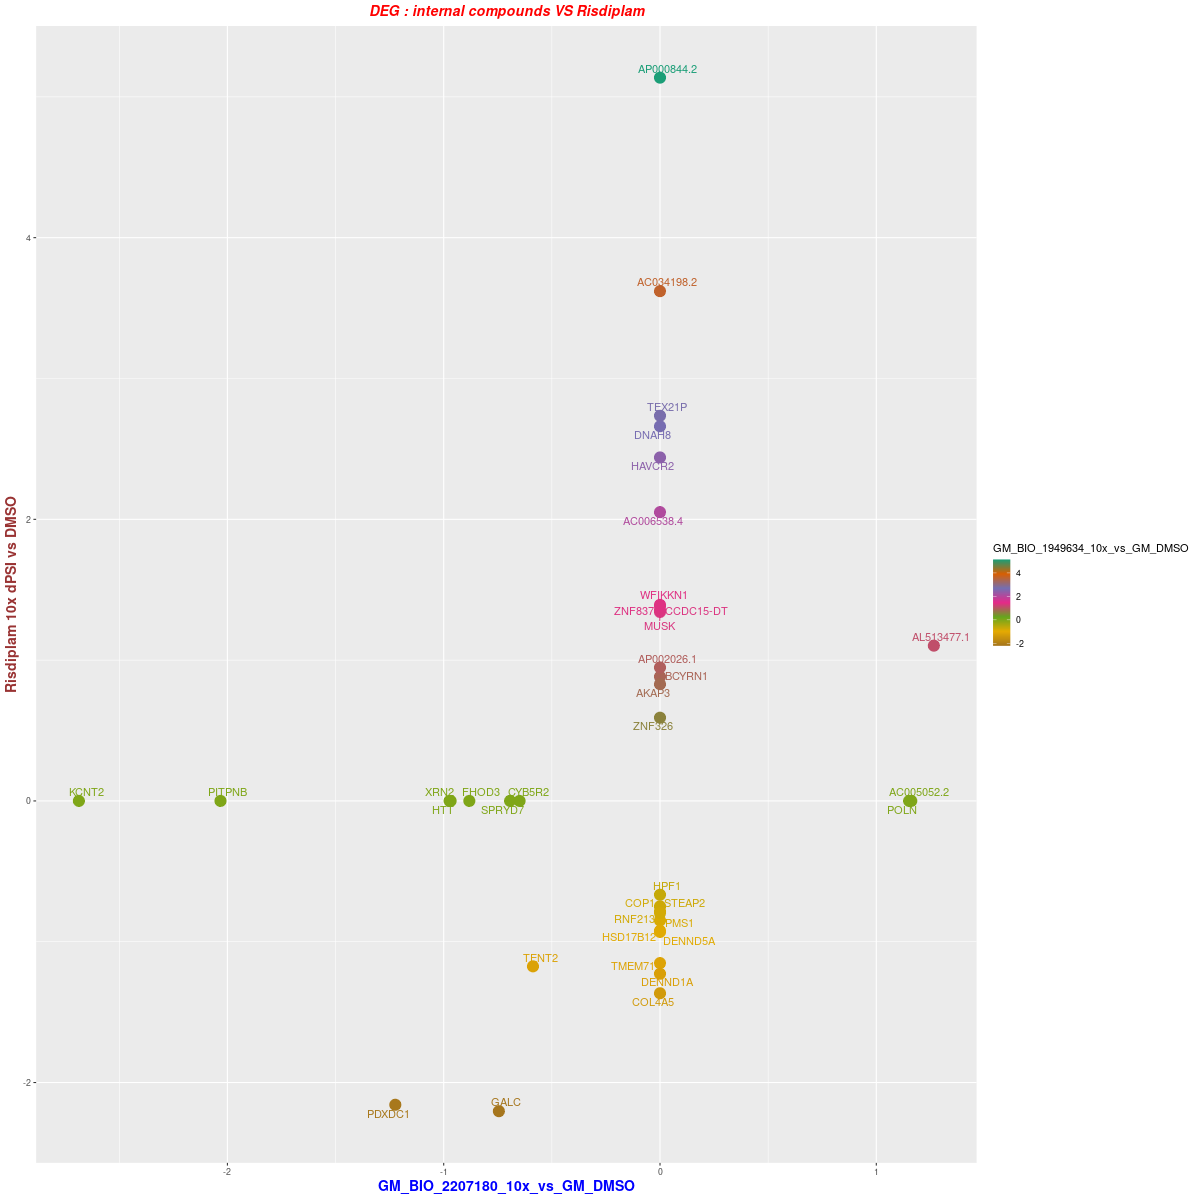 DEG : internal compounds VS Risdiplam
AP000844.2
4
AC034198.2
TEX21P
DNAH8
HAVCR2
2
AC006538.4
Risdiplam 10x dPSI vs DMSO
GM_BIO_1949634_10x_vs_GM_DMSO
4
2
0
-2
WFIKKN1
ZNF837 CCDC15-DT
MUSK
AL513477.1
AP002026.1
BCYRN1
AKAP3
ZNF326
0
KCNT2 PITPNB XRN2 FHOD3 CYB5R2 AC005052.2
HTT SPRYD7 POLN
HPF1
COP1 STEAP2
RNF213 PMS1
HSD17B12 DENND5A
TENT2
TMEM71
DENND1A
COL4A5
-2
GALC
PDXDC1
-2 -1 0 1
GM_BIO_2207180_10x_vs_GM_DMSO